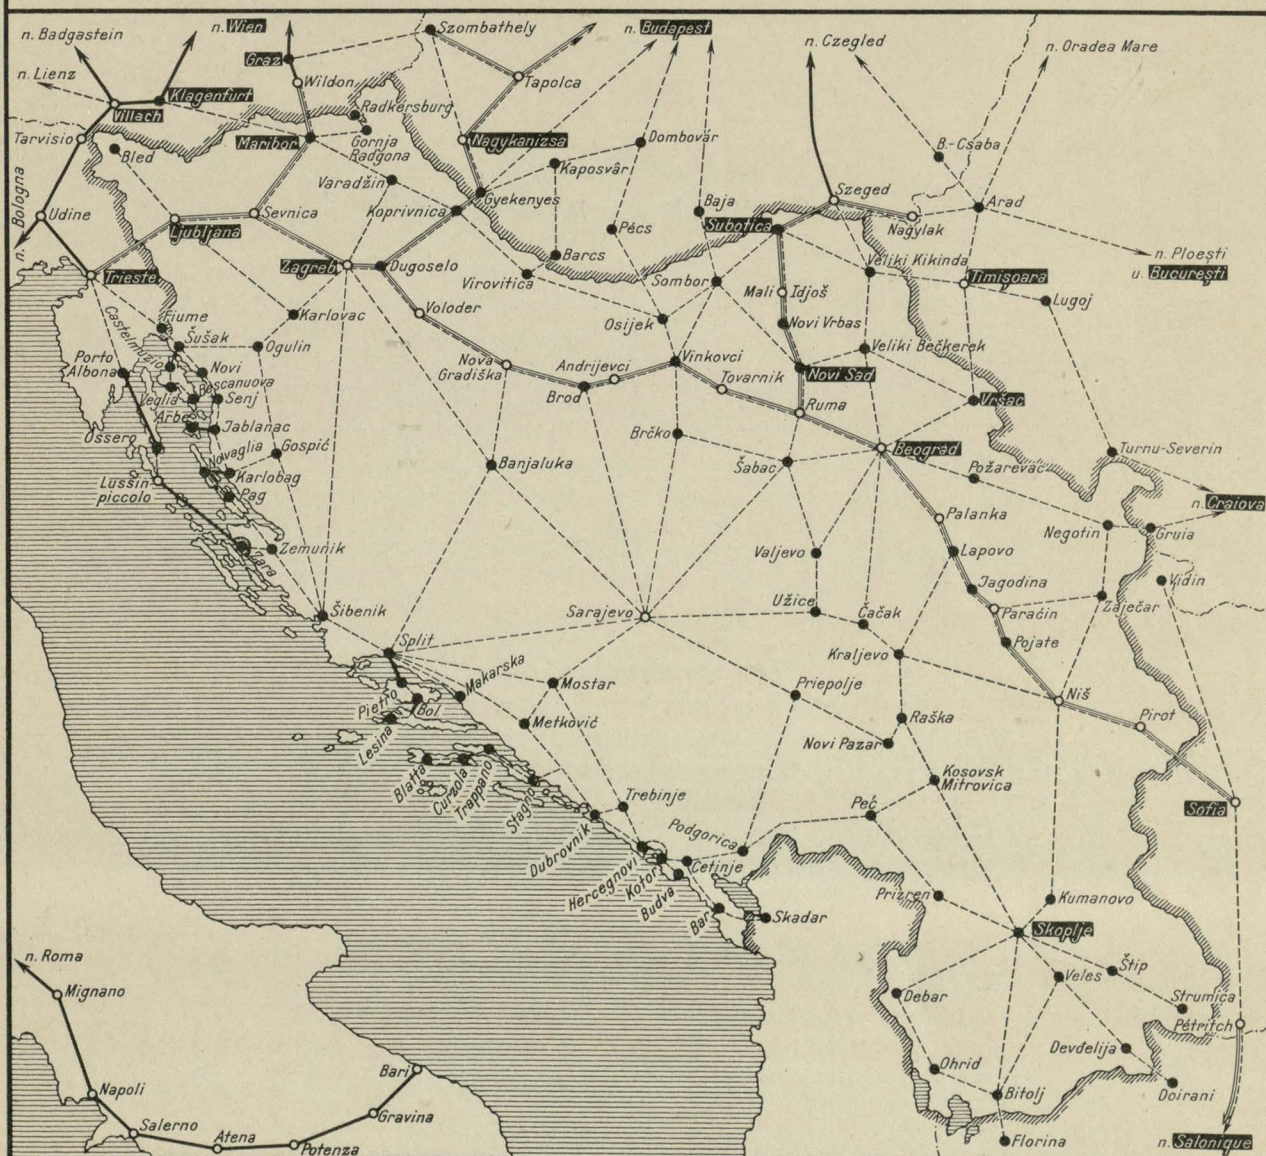 n. Badgastein
n. Wien
Szombathely
n. Budapest
n. Czegled
n. Oradea Mare
Graz
n. Lienz
Wildon
Tapolca
Klagenfurt
Villach
Radkersburg
Tarvisio
Maribor
Gornja
Radgona
Nagykanizsa
Dombovár
B.-Csaba
Bled
Kaposvár
Varadžin
n. Bologna
Udine
Sevnica
Koprivnica
Gyekenyes
Baja
Szeged
Arad
Ljubljana
Pécs
Subotica
Nagylak
Zagreb
Dugoselo
Barcs
n. Ploești
u. București
Trieste
Virovitica
Sombor
Veliki Kikinda
Timișoara
Mali Idjoš
Lugoj
Fiume
Karlovac
Voloder
Osijek
Novi Vrbas
Castelmuzio
Šušak
Ogulin
Veliki Bečkerek
Porto
Albona
Novi
Nova
Gradiška
Andrijevci
Vinkovci
Novi Sad
Bescanuova
Veglia
Senj
Brod
Tovarnik
Vršac
Arbe
Jablanac
Ruma
Ossero
Gospić
Brčko
Beograd
Novaglia
Karlobag
Banjaluka
Šabac
Požarevac
Turnu-Severin
Lussin
piccolo
Pag
n. Craiova
Palanka
Negotin
Gruia
Zara
Zemunik
Valjevo
Lapovo
Jagodina
Vidin
Šibenik
Sarajevo
Užice
Čačak
Paraćin
Zaječar
Split
Kraljevo
Pojate
Makarska
Mostar
Pietro
Bol
Priepolje
Niš
Lesina
Metković
Raška
Pirot
Novi Pazar
Blatta
Curzola
Trappano
Stagno
Kosovsk
Mitrovica
Trebinje
Peć
Sofia
Dubrovnik
Podgorica
Hercegnovi
Kotor
Cetinje
Budva
Prizren
Kumanovo
Bar
Skadar
Skoplje
n. Roma
Štip
Veles
Mignano
Debar
Strumica
Pétritch
Devđelija
Bari
Ohrid
Napoli
Bitolj
Doirani
Gravina
Salerno
Atena
Potenza
Florina
n. Salonique